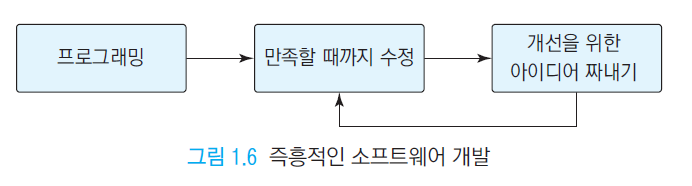 프로그래밍
만족할 때까지 수정
개선을 위한
아이디어 짜내기
그림 1.6 즉흥적인 소프트웨어 개발